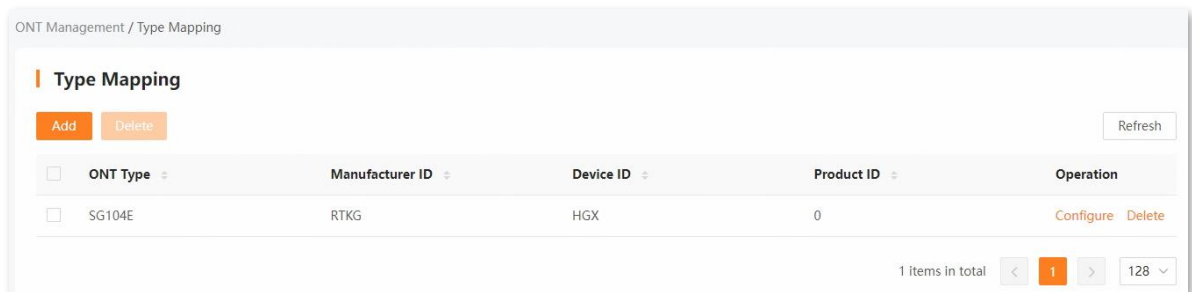 ONT Management / Type Mapping
Type Mapping
Add Delete Refresh
ONT Type Manufacturer ID Device ID Product ID Operation
SG104E RTKG HGX 0 Configure Delete
1 items in total < 1 > 128